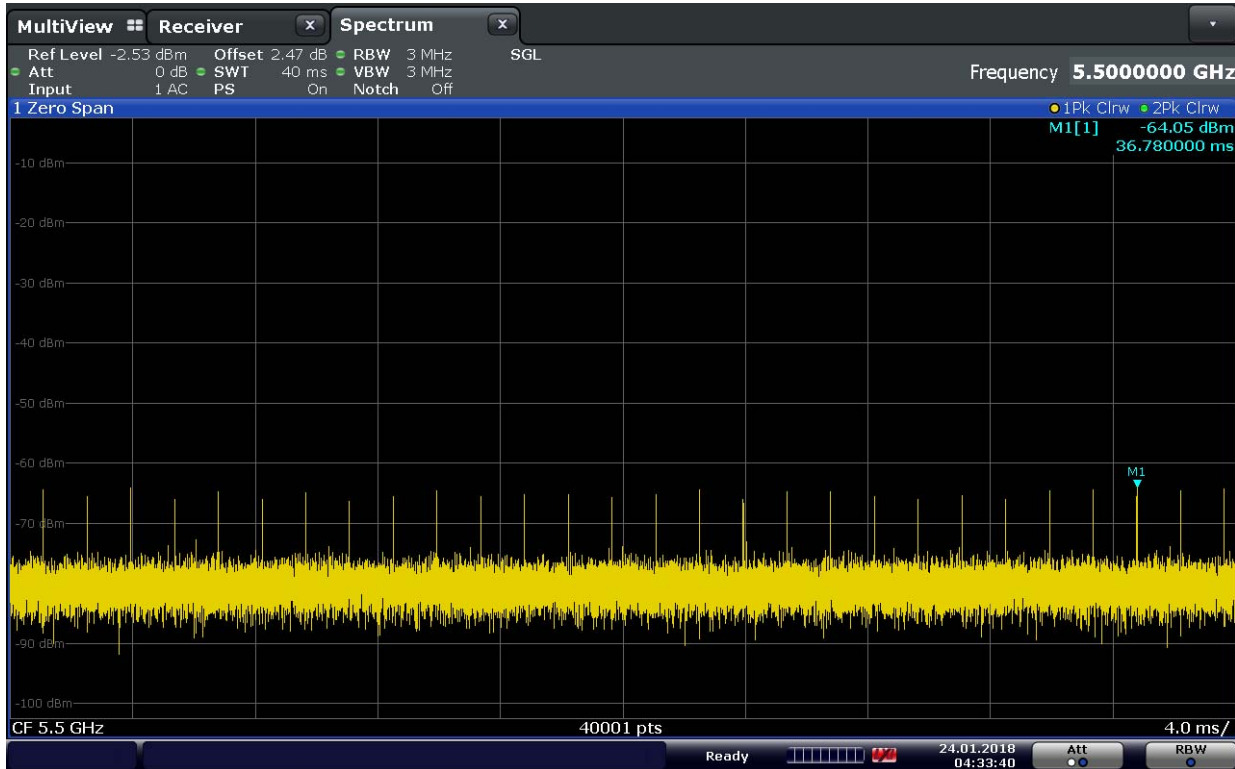 MultiView Receiver X Spectrum X
Ref Level -2.53 dBm Offset 2.47 dB RBW 3 MHz SGL
Att 0 dB SWT 40 ms VBW 3 MHz Frequency 5.5000000 GHz
Input 1 AC PS On Notch Off
1 Zero Span 1Pk Clrw 2Pk Clrw
M1[1] -64.05 dBm
36.780000 ms
-10 dBm
-20 dBm
-30 dBm
-40 dBm
-50 dBm
-60 dBm
M1
-70 dBm
-90 dBm
-100 dBm
CF 5.5 GHz 40001 pts 4.0 ms/
Ready 24.01.2018 Att RBW
04:33:40